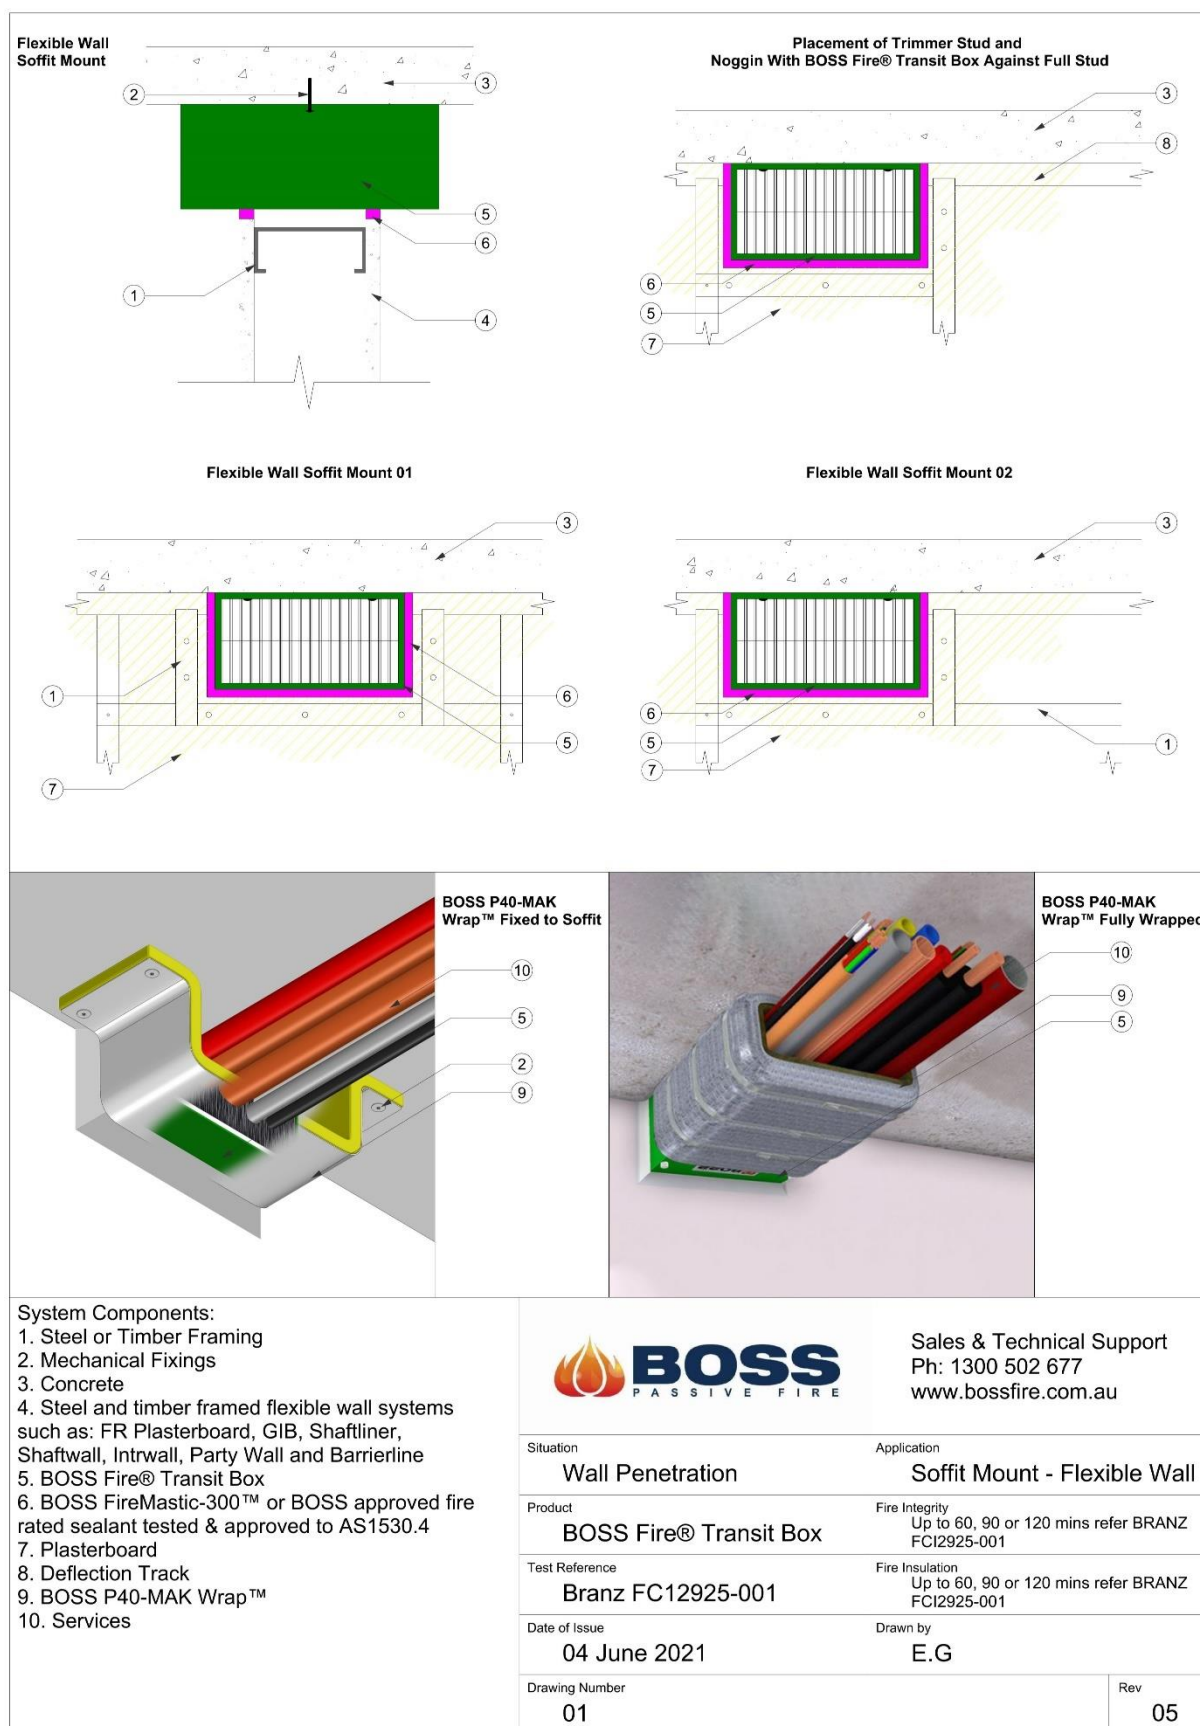 Flexible Wall
Soffit Mount
2
3
5
6
1
4
Placement of Trimmer Stud and
Noggin With BOSS Fire® Transit Box Against Full Stud
3
8
6
5
7
Flexible Wall Soffit Mount 01
3
1
6
5
7
Flexible Wall Soffit Mount 02
3
6
5
7
1
BOSS P40-MAK
Wrap™ Fixed to Soffit
10
5
2
9
BOSS P40-MAK
Wrap™ Fully Wrapped
10
9
5
System Components:
1. Steel or Timber Framing
2. Mechanical Fixings
3. Concrete
4. Steel and timber framed flexible wall systems
such as: FR Plasterboard, GIB, Shaftliner,
Shaftwall, Intrwall, Party Wall and Barrierline
5. BOSS Fire® Transit Box
6. BOSS FireMastic-300™ or BOSS approved fire
rated sealant tested & approved to AS1530.4
7. Plasterboard
8. Deflection Track
9. BOSS P40-MAK Wrap™
10. Services
BOSS
PASSIVE FIRE
Sales & Technical Support
Ph: 1300 502 677
www.bossfire.com.au
Situation
Wall Penetration
Application
Soffit Mount - Flexible Wall
Product
BOSS Fire® Transit Box
Fire Integrity
Up to 60, 90 or 120 mins refer BRANZ
FCI2925-001
Test Reference
Branz FC12925-001
Fire Insulation
Up to 60, 90 or 120 mins refer BRANZ
FCI2925-001
Date of Issue
04 June 2021
Drawn by
E.G
Drawing Number
01
Rev
05